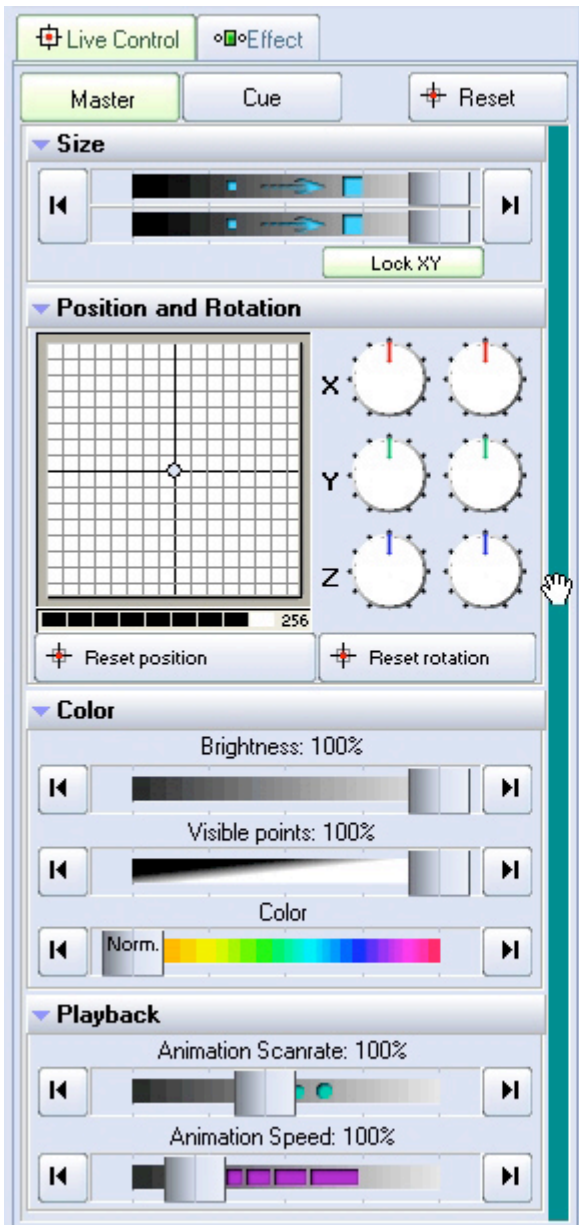 Live Control Effect
Master Cue Reset
Size
Lock XY
Position and Rotation
X
Y
Z
256
Reset position Reset rotation
Color
Brightness: 100%
Visible points: 100%
Color
Norm.
Playback
Animation Scanrate: 100%
Animation Speed: 100%